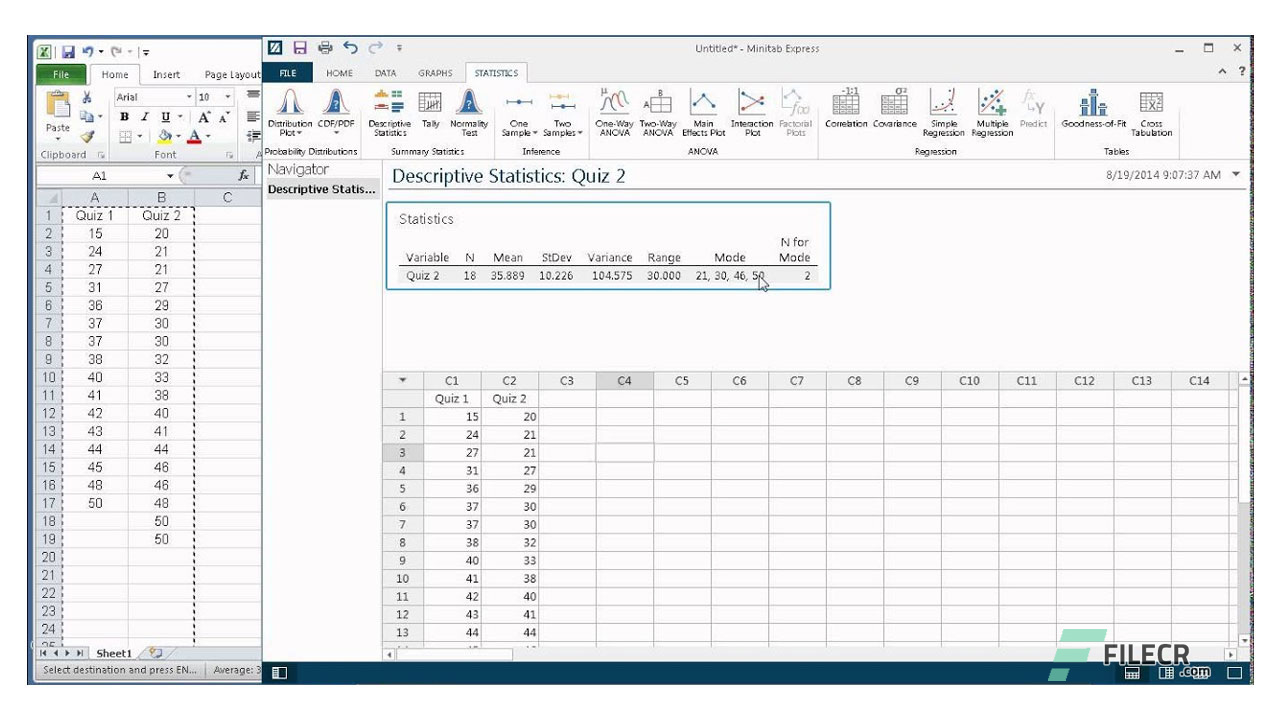 Untitled* - Minitab Express
File Home Insert Page Layout
FILE HOME DATA GRAPHS STATISTICS
Arial 10
Paste
B I U
Clipboard Font
Distribution Plot CDF/PDF
Probability Distributions
Descriptive Statistics Tally Normality Test
Summary Statistics
One Sample Two Samples
Inference
One-Way ANOVA Two-Way ANOVA Main Effects Plot Interaction Plot Factorial Plots
ANOVA
Correlation Covariance Simple Regression Multiple Regression Predict
Regression
Goodness-of-Fit Cross Tabulation
Tables
A1 fx
A B C
1 Quiz 1 Quiz 2
2 15 20
3 24 21
4 27 21
5 31 27
6 36 29
7 37 30
8 37 30
9 38 32
10 40 33
11 41 38
12 42 40
13 43 41
14 44 44
15 45 46
16 48 46
17 50 48
18 50
19 50
20
21
22
23
24
Sheet1
Select destination and press EN... Average: 3
Navigator
Descriptive Statis...
Descriptive Statistics: Quiz 2
8/19/2014 9:07:37 AM
Statistics
N for
Variable N Mean StDev Variance Range Mode Mode
Quiz 2 18 35.889 10.226 104.575 30.000 21, 30, 46, 50 2
C1 C2 C3 C4 C5 C6 C7 C8 C9 C10 C11 C12 C13 C14
Quiz 1 Quiz 2
1 15 20
2 24 21
3 27 21
4 31 27
5 36 29
6 37 30
7 37 30
8 38 32
9 40 33
10 41 38
11 42 40
12 43 41
13 44 44
FILECR
.com